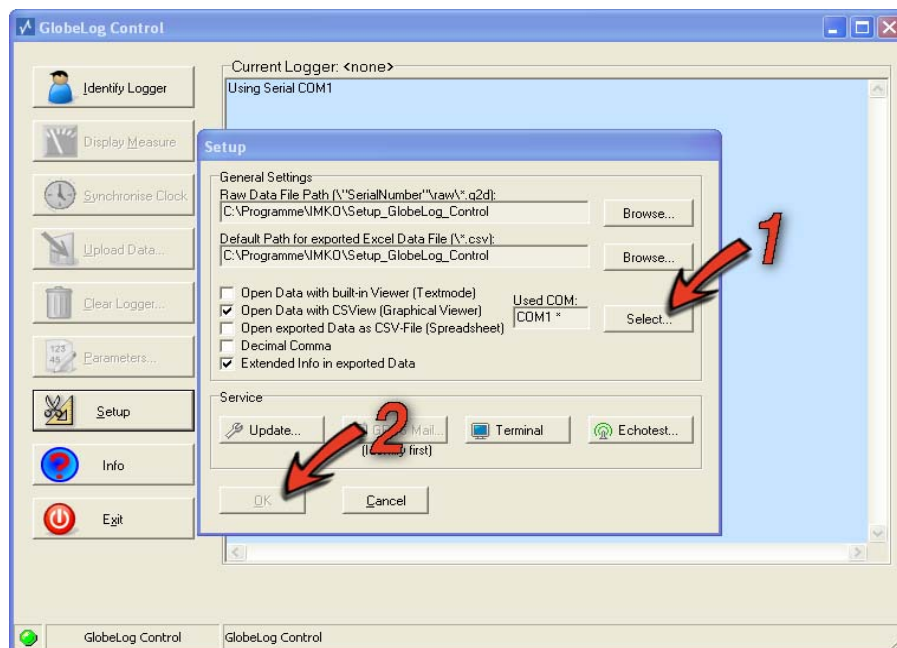 GlobeLog Control
Identify Logger
Display Measure
Synchronise Clock
Upload Data...
Clear Logger...
123
45
Parameters...
Setup
Info
Exit
Current Logger: <none>
Using Serial COM1
Setup
General Settings
Raw Data File Path (\"SerialNumber"\raw\*.g2d):
C:\Programme\IMKO\Setup_GlobeLog_Control
Browse...
Default Path for exported Excel Data File (\*.csv):
C:\Programme\IMKO\Setup_GlobeLog_Control
Browse...
Open Data with built-in Viewer (Textmode)
Open Data with CSView (Graphical Viewer)
Open exported Data as CSV-File (Spreadsheet)
Decimal Comma
Extended Info in exported Data
Used COM:
COM1 *
Select...
1
Service
Update...
Mail...
first)
Terminal
Echotest...
2
OK
Cancel
GlobeLog Control
GlobeLog Control